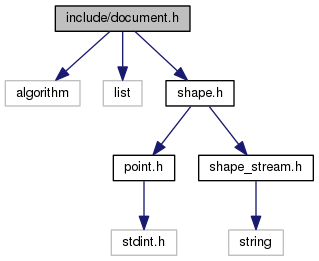 include/document.h
algorithm
list
shape.h
point.h
shape_stream.h
stdint.h
string